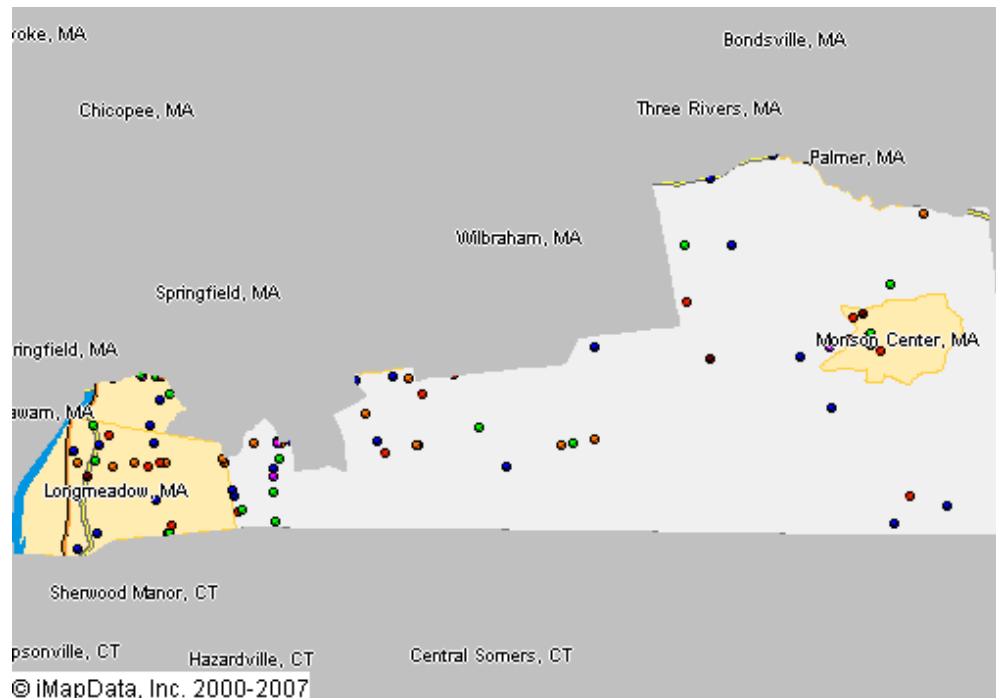 roke, MA
Bondsville, MA
Chicopee, MA
Three Rivers, MA
Palmer, MA
Wilbraham, MA
Springfield, MA
Monson Center, MA
ringfield, MA
awam, MA
Longmeadow, MA
Sherwood Manor, CT
psonville, CT
Hazardville, CT
Central Somers, CT
© iMapData, Inc. 2000-2007